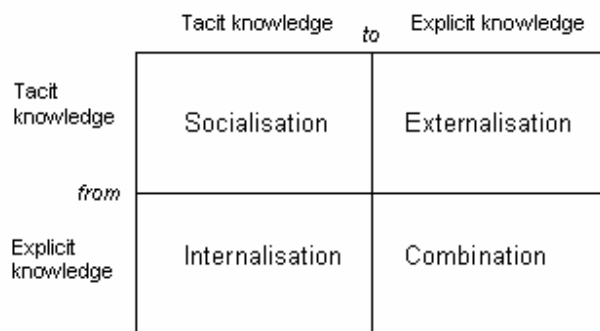 Tacit knowledge to Explicit knowledge
Tacit
knowledge
Socialisation Externalisation
from
Explicit
knowledge
Internalisation Combination